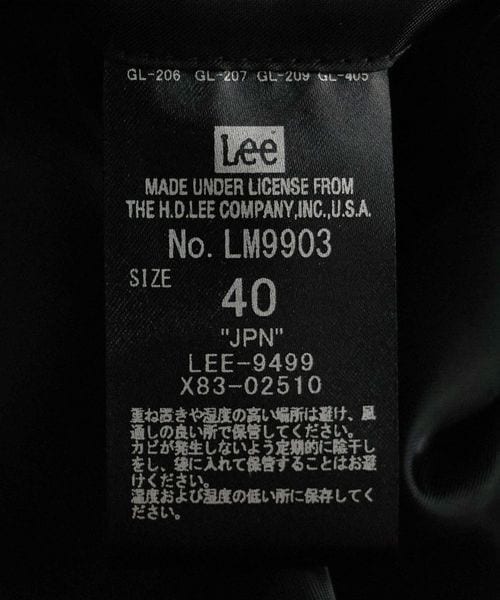 GL-206 GL-207 GL-209 GL-405
Lee
MADE UNDER LICENSE FROM
THE H.D.LEE COMPANY,INC.,U.S.A.
No. LM9903
SIZE
40
"JPN"
LEE-9499
X83-02510
重ね置きや湿度の高い場所は避け、風
通しの良い所で保管してください。
カビが発生しないよう定期的に陰干し
をし、袋に入れて保管することはお避
けください。
温度および湿度の低い所に保存してく
ださい。